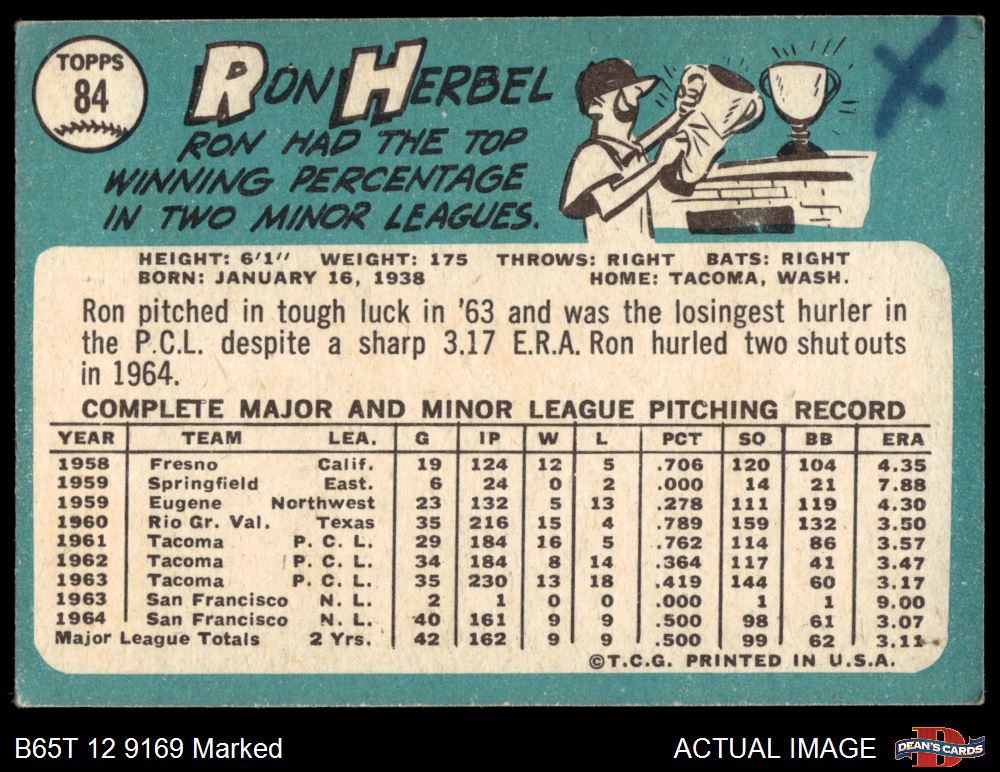 TOPPS
84
RON HERBEL
RON HAD THE TOP
WINNING PERCENTAGE
IN TWO MINOR LEAGUES.
HEIGHT: 6'1" WEIGHT: 175 THROWS: RIGHT BATS: RIGHT
BORN: JANUARY 16, 1938 HOME: TACOMA, WASH.
Ron pitched in tough luck in '63 and was the losingest hurler in
the P.C.L. despite a sharp 3.17 E.R.A. Ron hurled two shutouts
in 1964.
COMPLETE MAJOR AND MINOR LEAGUE PITCHING RECORD
YEAR TEAM LEA. G IP W L PCT SO BB ERA
1958 Fresno Calif. 19 124 12 5 .706 120 104 4.35
1959 Springfield East. 6 24 0 2 .000 14 21 7.88
1959 Eugene Northwest 23 132 5 13 .278 111 119 4.30
1960 Rio Gr. Val. Texas 35 216 15 4 .789 159 132 3.50
1961 Tacoma P. C. L. 29 184 16 5 .762 114 86 3.57
1962 Tacoma P. C. L. 34 184 8 14 .364 117 41 3.47
1963 Tacoma P. C. L. 35 230 13 18 .419 144 60 3.17
1963 San Francisco N. L. 2 1 0 0 .000 1 1 9.00
1964 San Francisco N. L. 40 161 9 9 .500 98 61 3.07
Major League Totals 2 Yrs. 42 162 9 9 .500 99 62 3.11
©T.C.G. PRINTED IN U.S.A.
B65T 12 9169 Marked ACTUAL IMAGE DEAN'S CARDS